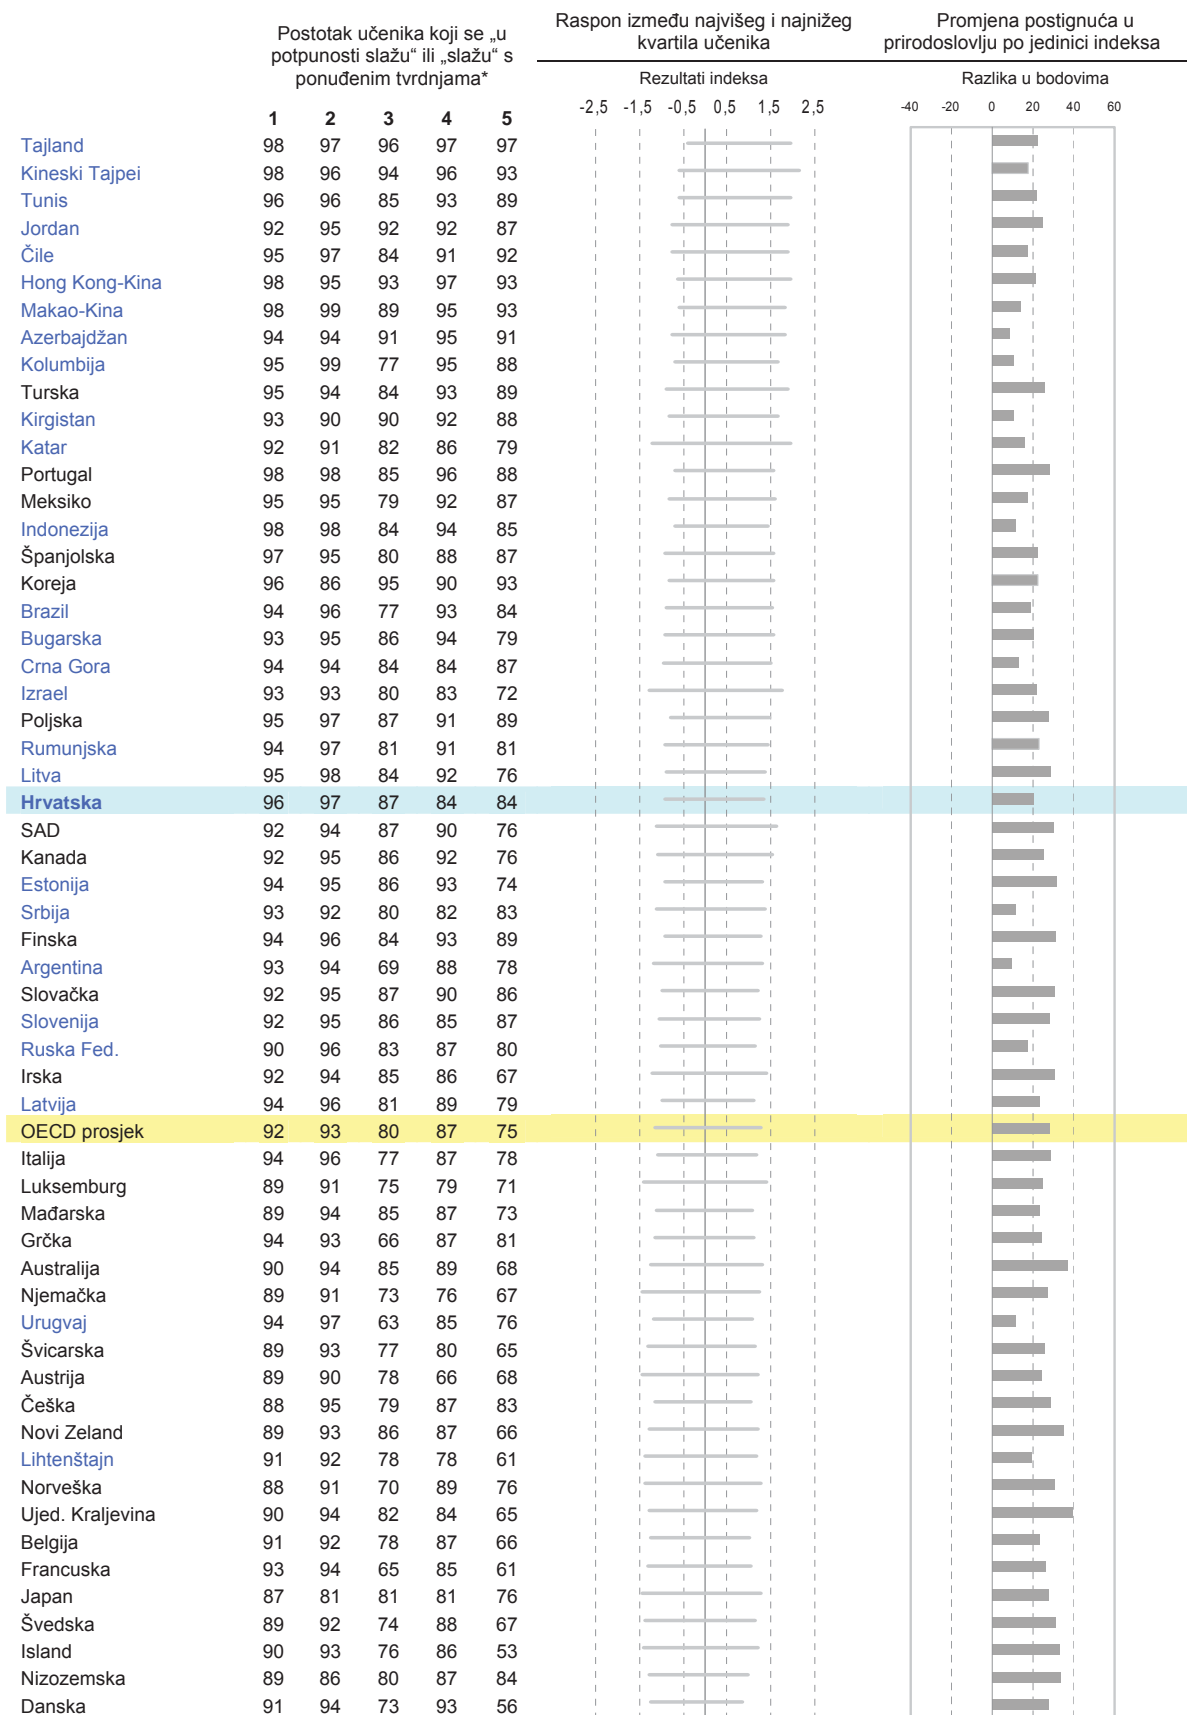 Postotak učenika koji se „u
potpunosti slažu“ ili „slažu“ s
ponuđenim tvrdnjama*
Raspon između najvišeg i najnižeg
kvartila učenika
Promjena postignuća u
prirodoslovlju po jedinici indeksa
Rezultati indeksa
Razlika u bodovima
-2,5 -1,5 -0,5 0,5 1,5 2,5
-40 -20 0 20 40 60
1 2 3 4 5
Tajland 98 97 96 97 97
Kineski Tajpei 98 96 94 96 93
Tunis 96 96 85 93 89
Jordan 92 95 92 92 87
Čile 95 97 84 91 92
Hong Kong-Kina 98 95 93 97 93
Makao-Kina 98 99 89 95 93
Azerbajdžan 94 94 91 95 91
Kolumbija 95 99 77 95 88
Turska 95 94 84 93 89
Kirgistan 93 90 90 92 88
Katar 92 91 82 86 79
Portugal 98 98 85 96 88
Meksiko 95 95 79 92 87
Indonezija 98 98 84 94 85
Španjolska 97 95 80 88 87
Koreja 96 86 95 90 93
Brazil 94 96 77 93 84
Bugarska 93 95 86 94 79
Crna Gora 94 94 84 84 87
Izrael 93 93 80 83 72
Poljska 95 97 87 91 89
Rumunjska 94 97 81 91 81
Litva 95 98 84 92 76
Hrvatska 96 97 87 84 84
SAD 92 94 87 90 76
Kanada 92 95 86 92 76
Estonija 94 95 86 93 74
Srbija 93 92 80 82 83
Finska 94 96 84 93 89
Argentina 93 94 69 88 78
Slovačka 92 95 87 90 86
Slovenija 92 95 86 85 87
Ruska Fed. 90 96 83 87 80
Irska 92 94 85 86 67
Latvija 94 96 81 89 79
OECD prosjek 92 93 80 87 75
Italija 94 96 77 87 78
Luksemburg 89 91 75 79 71
Mađarska 89 94 85 87 73
Grčka 94 93 66 87 81
Australija 90 94 85 89 68
Njemačka 89 91 73 76 67
Urugvaj 94 97 63 85 76
Švicarska 89 93 77 80 65
Austrija 89 90 78 66 68
Češka 88 95 79 87 83
Novi Zeland 89 93 86 87 66
Lihtenštajn 91 92 78 78 61
Norveška 88 91 70 89 76
Ujed. Kraljevina 90 94 82 84 65
Belgija 91 92 78 87 66
Francuska 93 94 65 85 61
Japan 87 81 81 81 76
Švedska 89 92 74 88 67
Island 90 93 76 86 53
Nizozemska 89 86 80 87 84
Danska 91 94 73 93 56